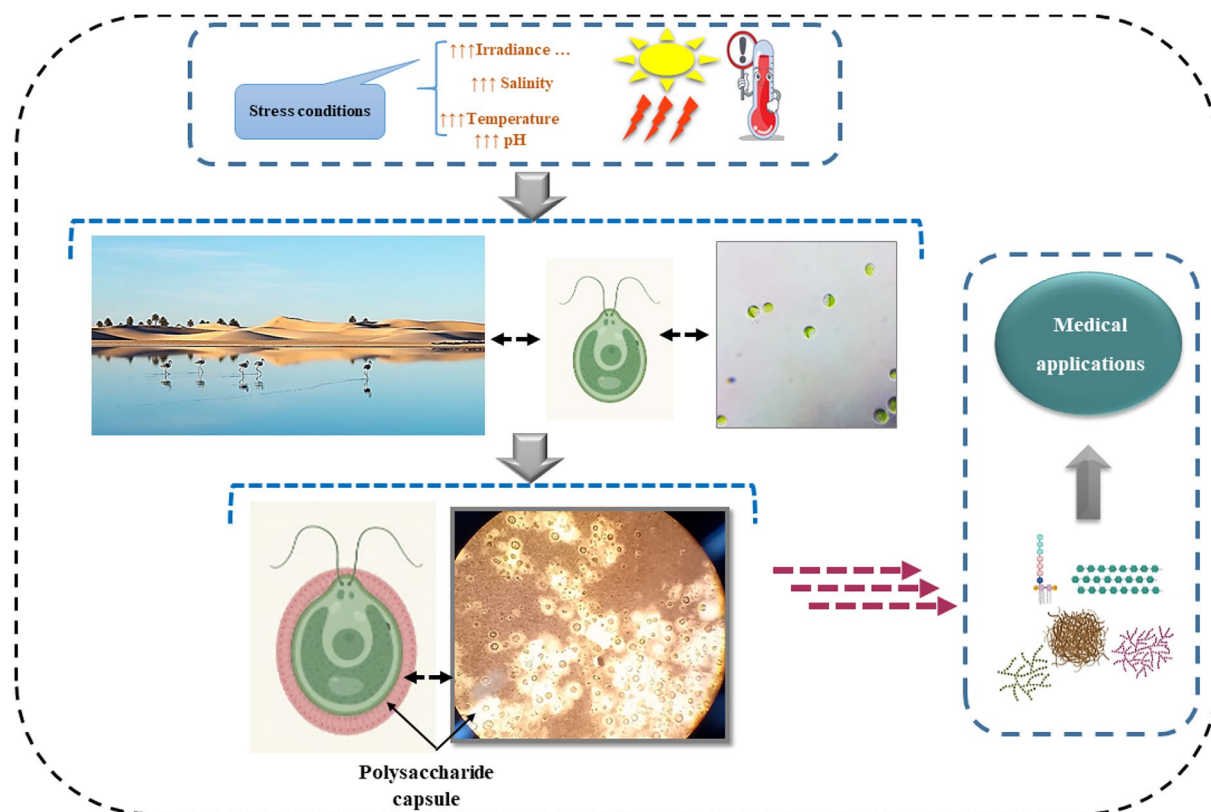 Stress conditions
↑↑↑Irradiance ...
↑↑↑ Salinity
↑↑↑Temperature
↑↑↑ pH
!
Medical
applications
Polysaccharide
capsule